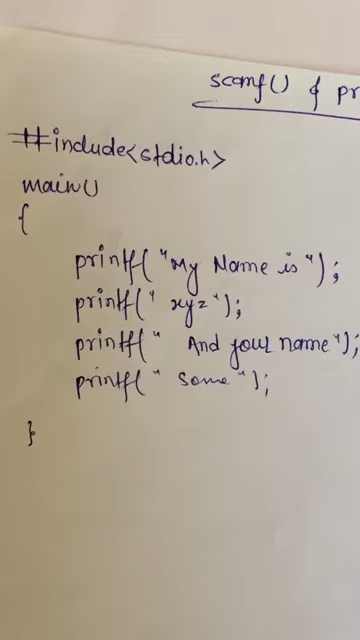 scanf() & pr
#include<stdio.h>
main()
{
printf("My Name is");
printf(" xyz");
printf(" And your name");
printf(" Some");
}